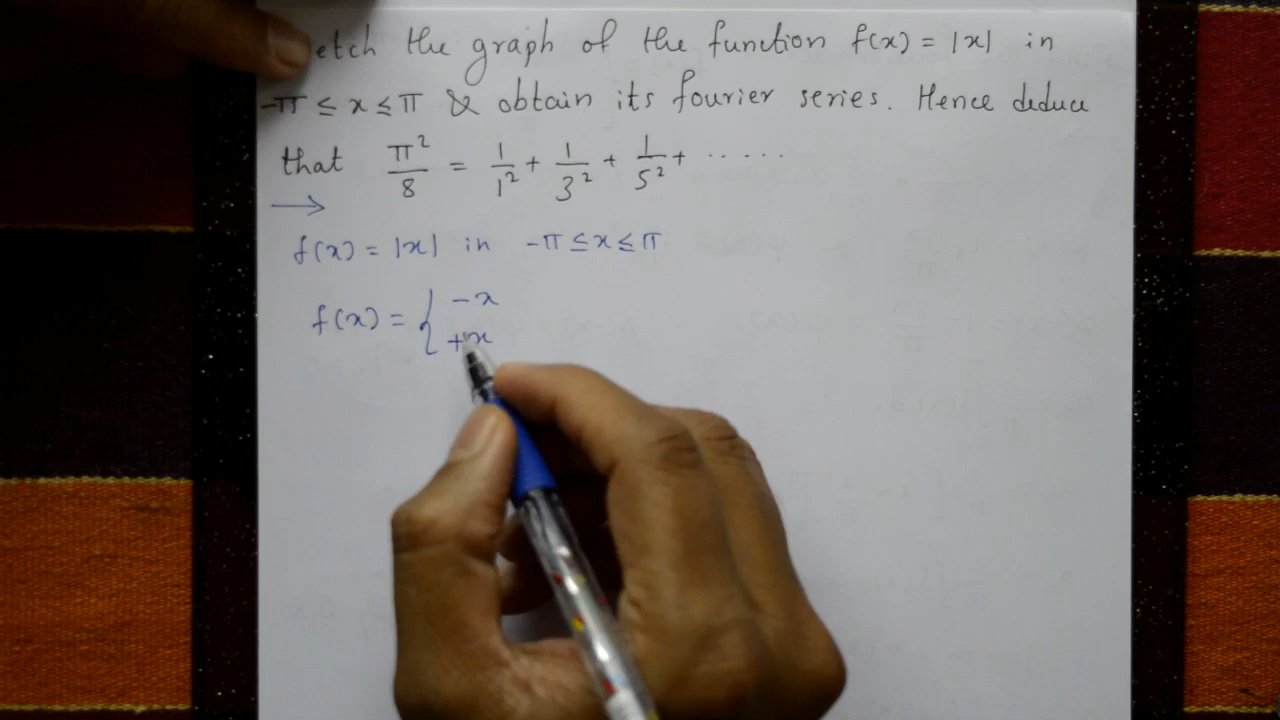 etch the graph of the function f(x) = |x| in
-π ≤ x ≤ π & obtain its fourier series. Hence deduce
that π²/8 = 1/1² + 1/3² + 1/5² + ......
→
f(x) = |x| in -π ≤ x ≤ π
f(x) = { -x
+x